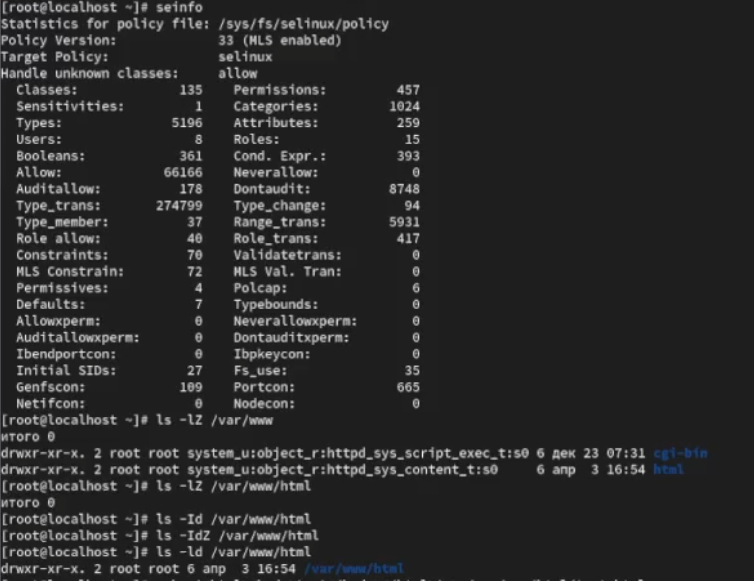 [root@localhost ~]# seinfo
Statistics for policy file: /sys/fs/selinux/policy
Policy Version: 33 (MLS enabled)
Target Policy: selinux
Handle unknown classes: allow
Classes: 135 Permissions: 457
Sensitivities: 1 Categories: 1024
Types: 5196 Attributes: 259
Users: 8 Roles: 15
Booleans: 361 Cond. Expr.: 393
Allow: 66166 Neverallow: 0
Auditallow: 178 Dontaudit: 8748
Type_trans: 274799 Type_change: 94
Type_member: 37 Range_trans: 5931
Role allow: 40 Role_trans: 417
Constraints: 70 Validatetrans: 0
MLS Constrain: 72 MLS Val. Tran: 0
Permissives: 4 Polcap: 6
Defaults: 7 Typebounds: 0
Allowxperm: 0 Neverallowxperm: 0
Auditallowxperm: 0 Dontauditxperm: 0
Ibendportcon: 0 Ibpkeycon: 0
Initial SIDs: 27 Fs_use: 35
Genfscon: 109 Portcon: 665
Netifcon: 0 Nodecon: 0
[root@localhost ~]# ls -lZ /var/www
итого 0
drwxr-xr-x. 2 root root system_u:object_r:httpd_sys_script_exec_t:s0 6 дек 23 07:31 cgi-bin
drwxr-xr-x. 2 root root system_u:object_r:httpd_sys_content_t:s0 6 апр 3 16:54 html
[root@localhost ~]# ls -lZ /var/www/html
итого 0
[root@localhost ~]# ls -Id /var/www/html
[root@localhost ~]# ls -IdZ /var/www/html
[root@localhost ~]# ls -ld /var/www/html
drwxr-xr-x. 2 root root 6 апр 3 16:54 /var/www/html